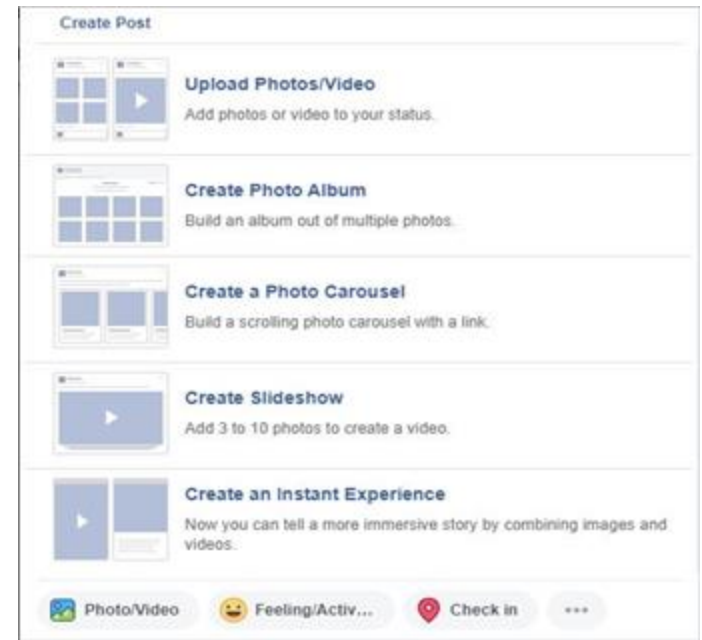 Create Post
Upload Photos/Video
Add photos or video to your status.
Create Photo Album
Build an album out of multiple photos.
Create a Photo Carousel
Build a scrolling photo carousel with a link.
Create Slideshow
Add 3 to 10 photos to create a video.
Create an Instant Experience
Now you can tell a more immersive story by combining images and
videos.
Photo/Video Feeling/Activ... Check in